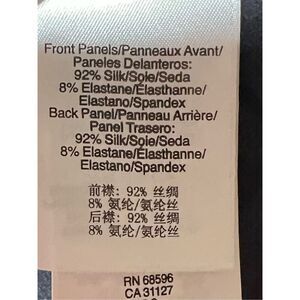 Front Panels/Panneaux Avant/
Paneles Delanteros:
92% Silk/Soie/Seda
8% Elastane/Élasthanne/
Elastano/Spandex
Back Panel/Panneau Arrière/
Panel Trasero:
92% Silk/Soie/Seda
8% Elastane/Élasthanne/
Elastano/Spandex
前襟: 92% 丝绸
8% 氨纶/氨纶丝
后襟: 92% 丝绸
8% 氨纶/氨纶丝
RN 68596
CA 31127